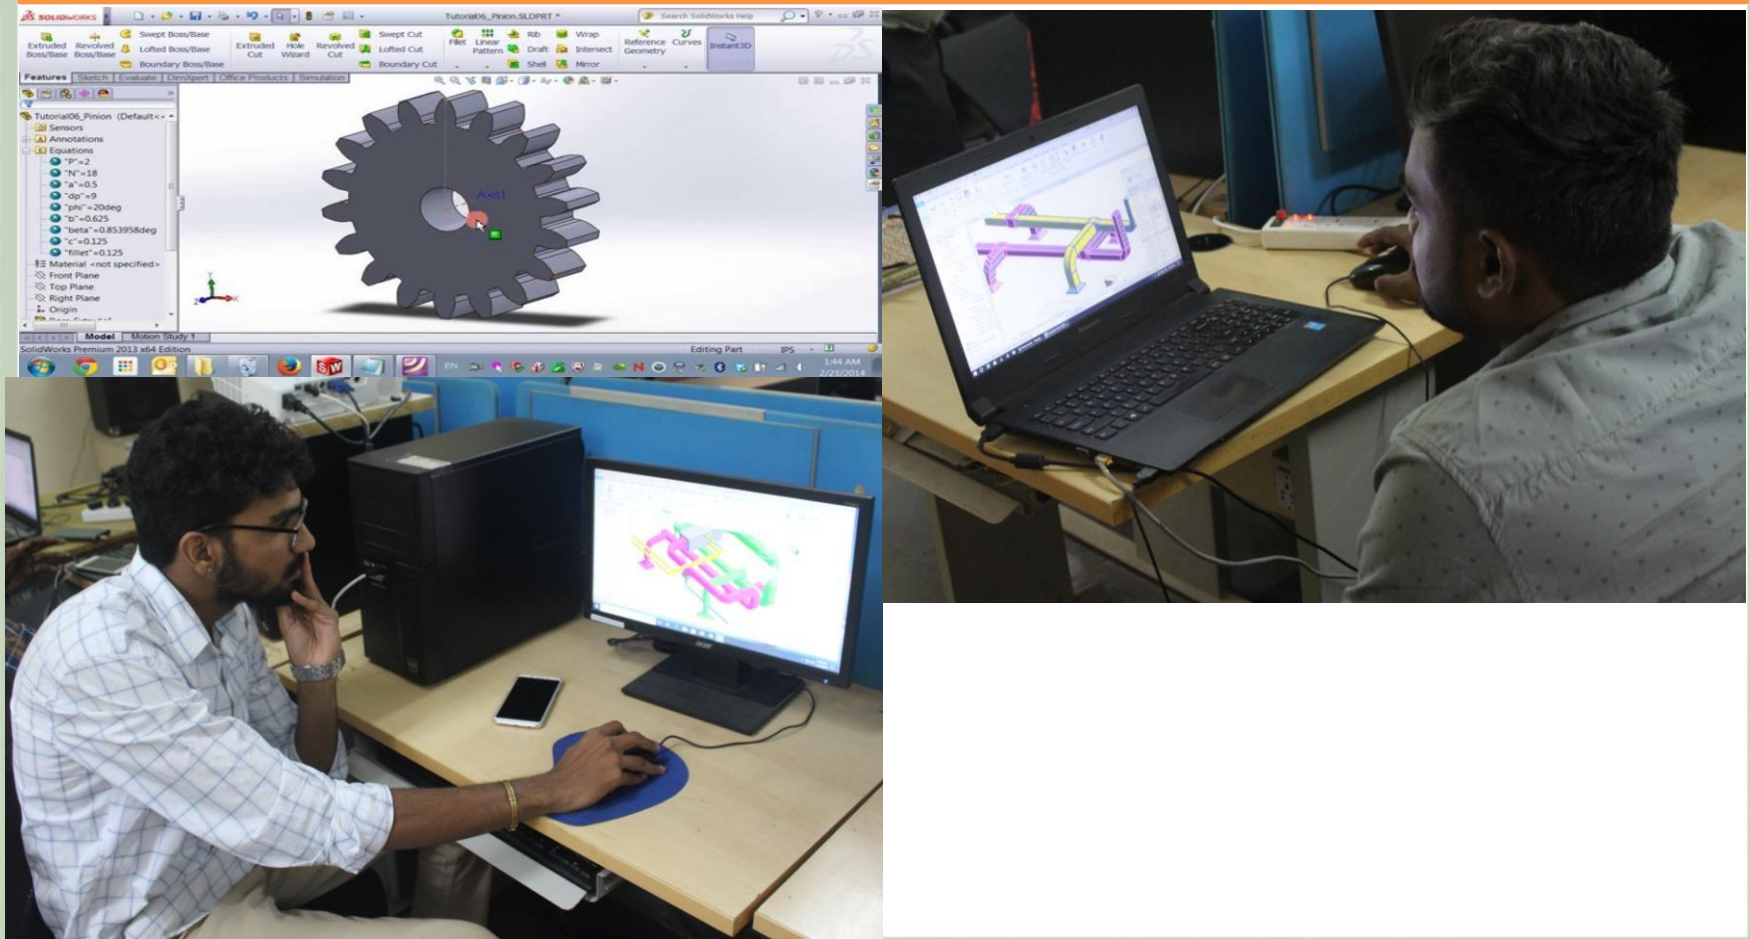 SOLIDWORKS
Tutorial06_Pinion.SLDPRT *
Search SolidWorks Help
Extruded Boss/Base
Revolved Boss/Base
Swept Boss/Base
Lofted Boss/Base
Boundary Boss/Base
Extruded Cut
Hole Wizard
Revolved Cut
Swept Cut
Lofted Cut
Boundary Cut
Fillet
Linear Pattern
Rib
Draft
Shell
Wrap
Intersect
Mirror
Reference Geometry
Curves
Instant3D
Features Sketch Evaluate DimXpert Office Products Simulation
Tutorial06_Pinion (Default<<
Sensors
Annotations
Equations
"P"=2
"N"=18
"a"=0.5
"dp"=9
"phi"=20deg
"b"=0.625
"beta"=0.853958deg
"c"=0.125
"fillet"=0.125
Material <not specified>
Front Plane
Top Plane
Right Plane
Origin
Axis1
Model Motion Study 1
SolidWorks Premium 2013 x64 Edition
Editing Part
IPS
SW
EN
1:44 AM
2/23/2014
acer